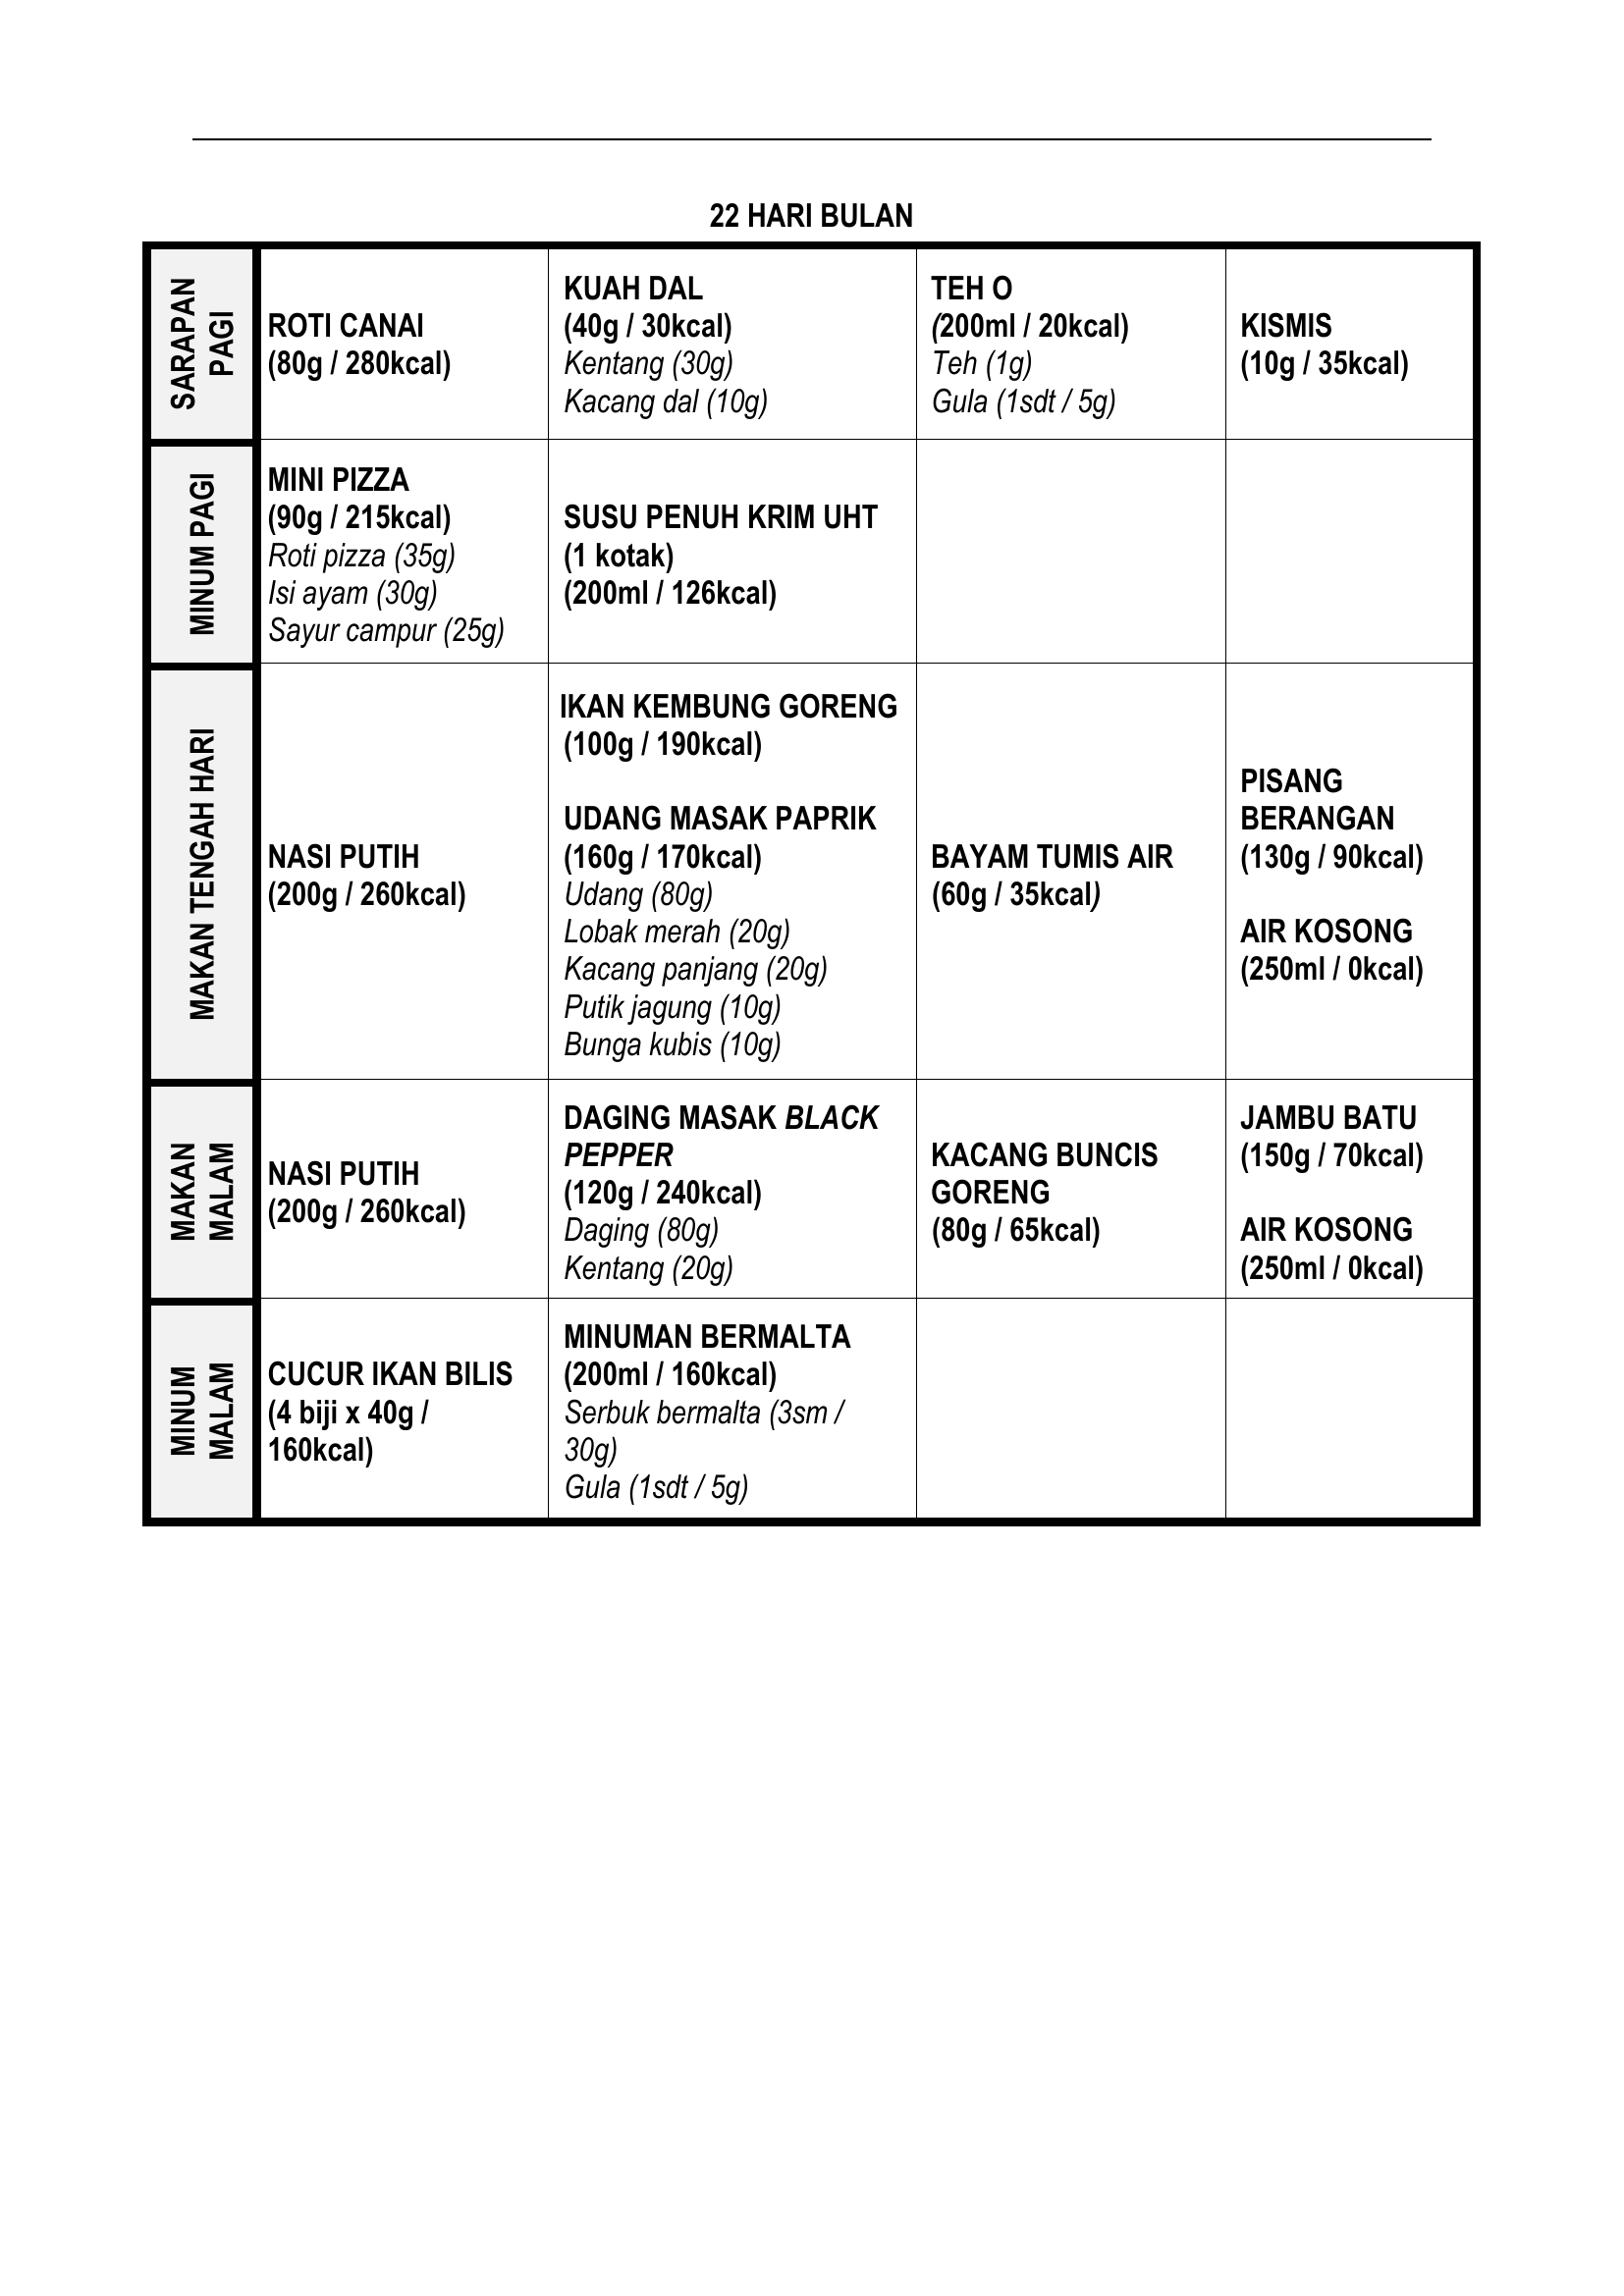 22 HARI BULAN
SARAPAN
PAGI
ROTI CANAI
(80g / 280kcal)
KUAH DAL
(40g / 30kcal)
Kentang (30g)
Kacang dal (10g)
TEH O
(200ml / 20kcal)
Teh (1g)
Gula (1sdt / 5g)
KISMIS
(10g / 35kcal)
MINUM PAGI
MINI PIZZA
(90g / 215kcal)
Roti pizza (35g)
Isi ayam (30g)
Sayur campur (25g)
SUSU PENUH KRIM UHT
(1 kotak)
(200ml / 126kcal)
MAKAN TENGAH HARI
NASI PUTIH
(200g / 260kcal)
IKAN KEMBUNG GORENG
(100g / 190kcal)
UDANG MASAK PAPRIK
(160g / 170kcal)
Udang (80g)
Lobak merah (20g)
Kacang panjang (20g)
Putik jagung (10g)
Bunga kubis (10g)
BAYAM TUMIS AIR
(60g / 35kcal)
PISANG
BERANGAN
(130g / 90kcal)
AIR KOSONG
(250ml / 0kcal)
MAKAN
MALAM
NASI PUTIH
(200g / 260kcal)
DAGING MASAK BLACK
PEPPER
(120g / 240kcal)
Daging (80g)
Kentang (20g)
KACANG BUNCIS
GORENG
(80g / 65kcal)
JAMBU BATU
(150g / 70kcal)
AIR KOSONG
(250ml / 0kcal)
MINUM
MALAM
CUCUR IKAN BILIS
(4 biji x 40g /
160kcal)
MINUMAN BERMALTA
(200ml / 160kcal)
Serbuk bermalta (3sm /
30g)
Gula (1sdt / 5g)